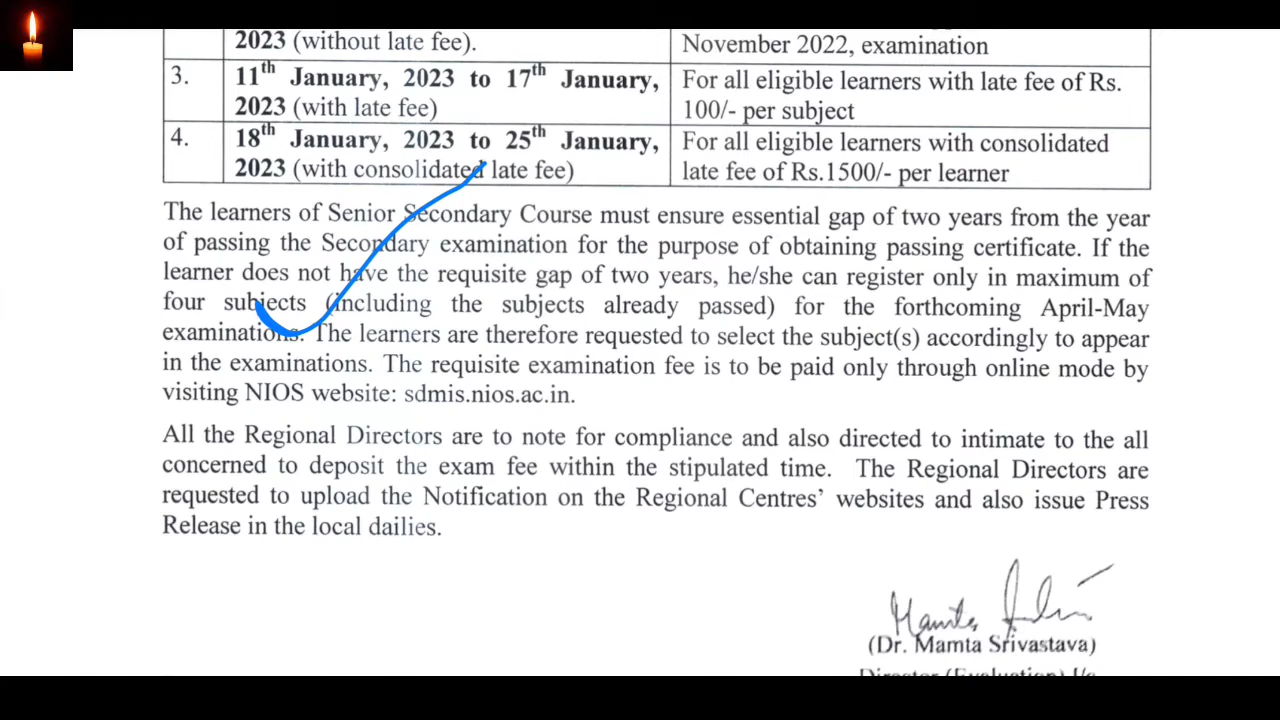 2023 (without late fee).
November 2022, examination
3.
11th January, 2023 to 17th January,
2023 (with late fee)
For all eligible learners with late fee of Rs.
100/- per subject
4.
18th January, 2023 to 25th January,
2023 (with consolidated late fee)
For all eligible learners with consolidated
late fee of Rs.1500/- per learner
The learners of Senior Secondary Course must ensure essential gap of two years from the year
of passing the Secondary examination for the purpose of obtaining passing certificate. If the
learner does not have the requisite gap of two years, he/she can register only in maximum of
four subjects (including the subjects already passed) for the forthcoming April-May
examinations. The learners are therefore requested to select the subject(s) accordingly to appear
in the examinations. The requisite examination fee is to be paid only through online mode by
visiting NIOS website: sdmis.nios.ac.in.
All the Regional Directors are to note for compliance and also directed to intimate to the all
concerned to deposit the exam fee within the stipulated time. The Regional Directors are
requested to upload the Notification on the Regional Centres' websites and also issue Press
Release in the local dailies.
Mamta
(Dr. Mamta Srivastava)
Director (Evaluation) I/c